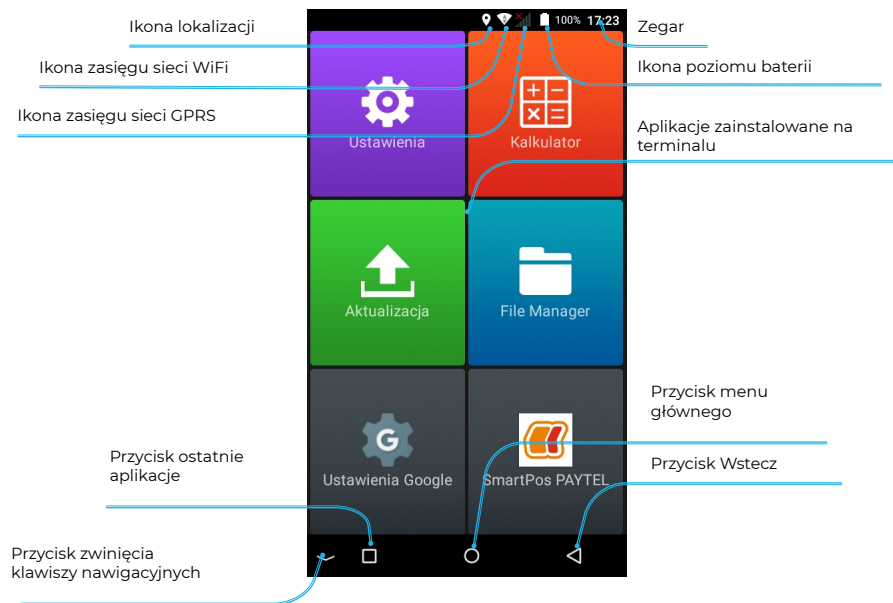 Ikona lokalizacji
Ikona zasięgu sieci WiFi
Ikona zasięgu sieci GPRS
100% 17:23
Zegar
Ikona poziomu baterii
Aplikacje zainstalowane na
terminalu
Ustawienia
Kalkulator
Aktualizacja
File Manager
Ustawienia Google
SmartPos PAYTEL
Przycisk menu
głównego
Przycisk Wstecz
Przycisk ostatnie
aplikacje
Przycisk zwinięcia
klawiszy nawigacyjnych